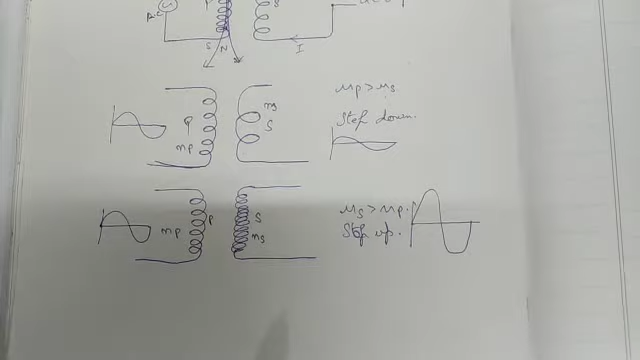 P
S
S N
I
np
ns
P
S
np > ns
Step down.
np
P
S
ns
ns > np.
Step up.